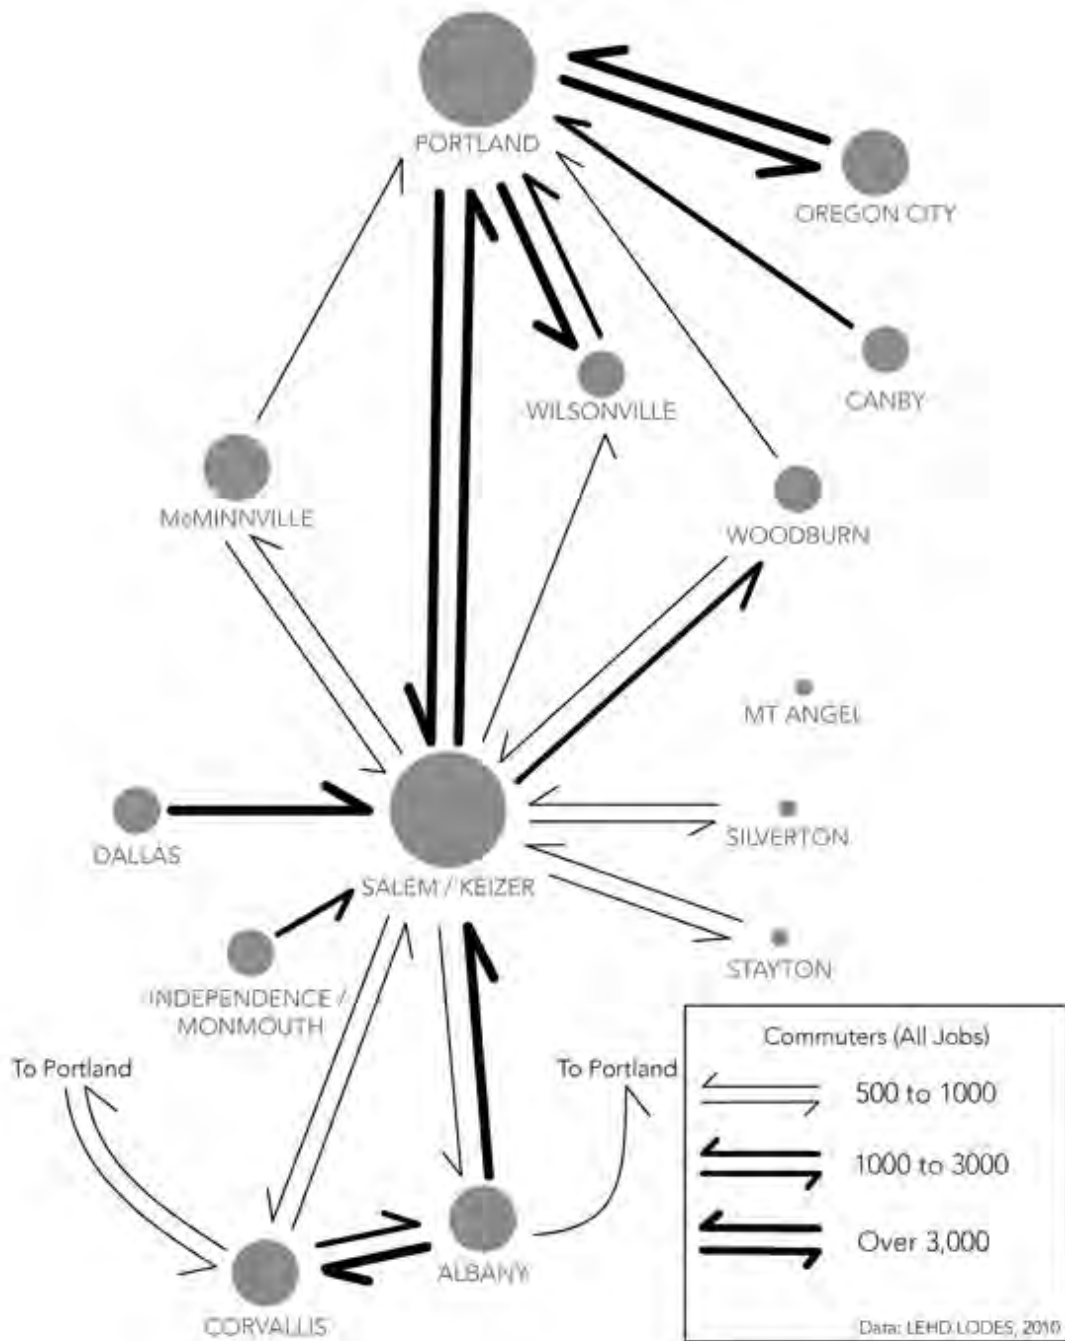 PORTLAND
OREGON CITY
CANBY
WILSONVILLE
McMINNVILLE
WOODBURN
MT ANGEL
SILVERTON
DALLAS
SALEM / KEIZER
STAYTON
INDEPENDENCE /
MONMOUTH
To Portland
To Portland
ALBANY
CORVALLIS
Commuters (All Jobs)
500 to 1000
1000 to 3000
Over 3,000
Data: LEHD LODES, 2010